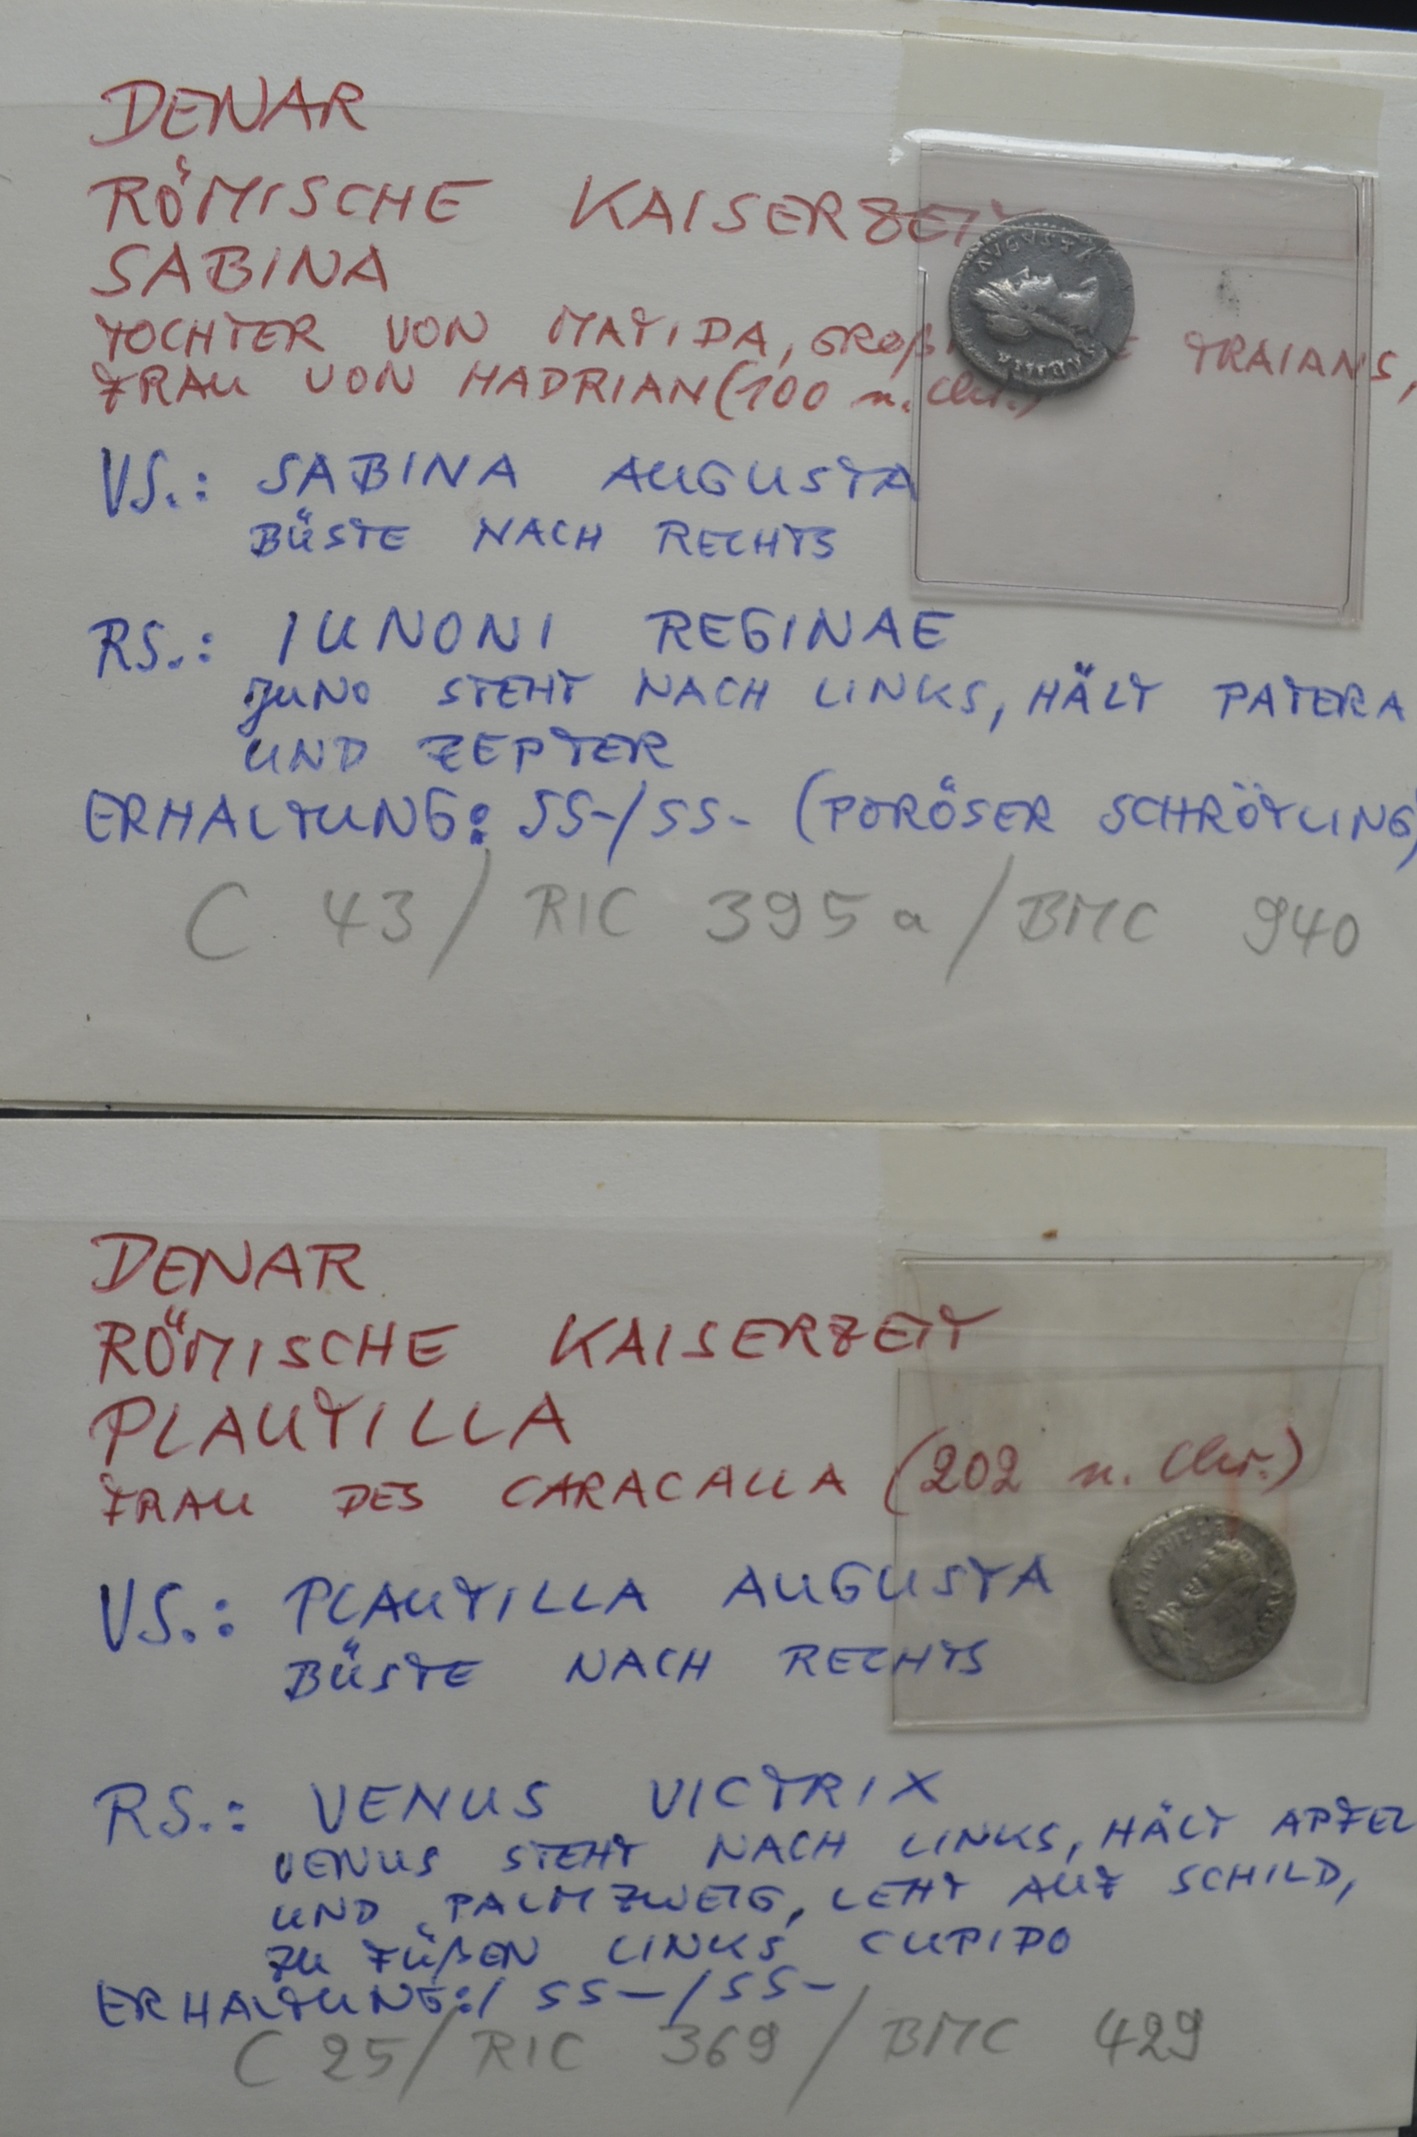 DENAR
RÖMISCHE KAISERZEIT
SABINA
TOCHTER VON MATIDA, TRAIANS,
FRAU VON HADRIAN (100 n. Chr.)
AUGUSTA
SABINA
VS.: SABINA AUGUSTA
BÜSTE NACH RECHTS
RS.: IUNONI REGINAE
JUNO STEHT NACH LINKS, HÄLT PATERA
UND ZEPTER
ERHALTUNG: SS-/SS- (PORÖSER SCHRÖTLING)
C 43 / RIC 395 a / BMC 940
DENAR
RÖMISCHE KAISERZEIT
PLAUTILLA
FRAU DES CARACALLA (202 n. Chr.)
VS.: PLAUTILLA AUGUSTA
BÜSTE NACH RECHTS
RS.: VENUS VICTRIX
VENUS STEHT NACH LINKS, HÄLT APFEL
UND PALMZWEIG, LEHT AUF SCHILD,
ZU FÜßEN LINKS CUPIDO
ERHALTUNG: SS-/SS-
C 25 / RIC 369 / BMC 429